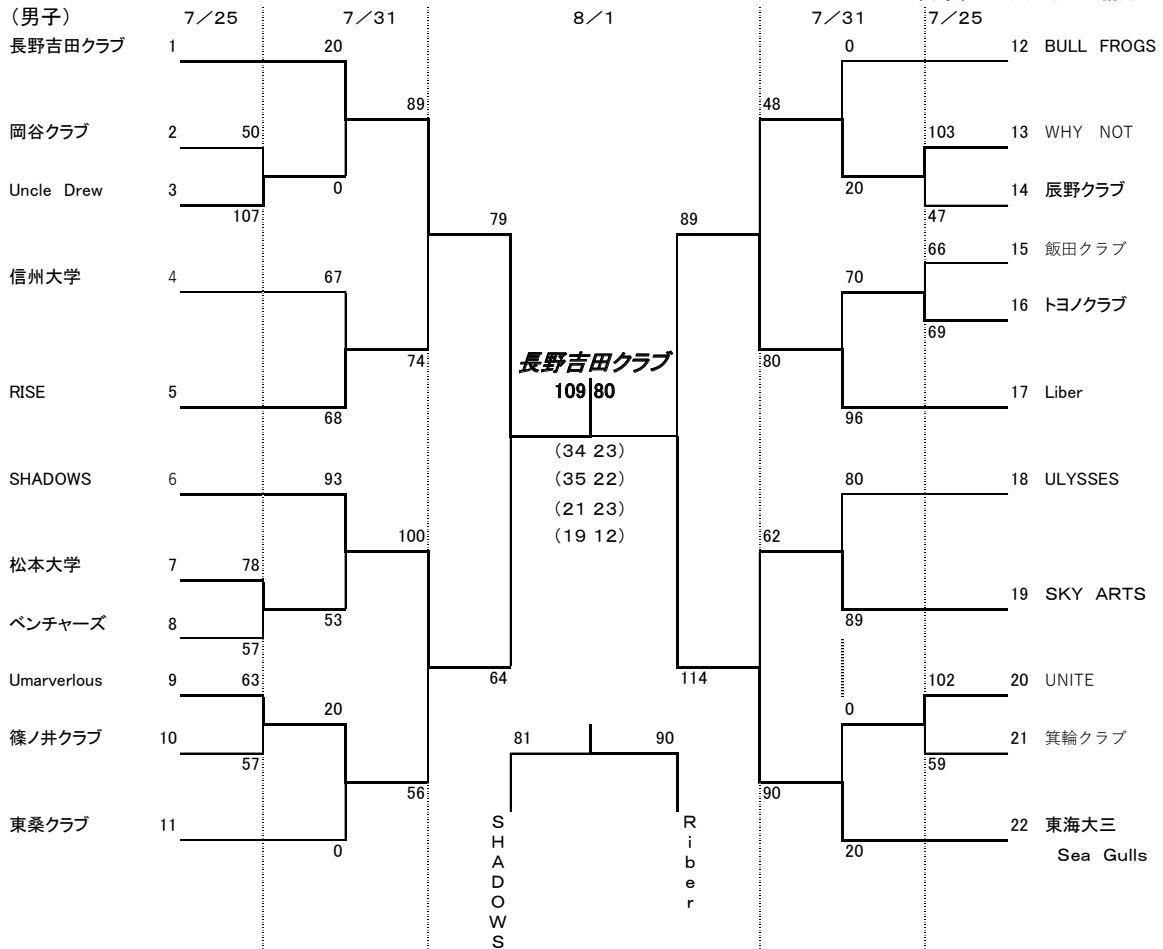 （男子）
7／25
7／31
8／1
7／31
7／25
長野吉田クラブ 1 20
0 12 BULL FROGS
89
48
岡谷クラブ 2 50
103 13 WHY NOT
Uncle Drew 3 0
20 14 辰野クラブ
107
47
79
89
66 15 飯田クラブ
信州大学 4 67
70
16 トヨノクラブ
69
74
80
長野吉田クラブ
109 80
RISE 5
17 Liber
68
96
（34 23）
（35 22）
（21 23）
（19 12）
SHADOWS 6 93
80 18 ULYSSES
100
62
松本大学 7 78
19 SKY ARTS
ベンチャーズ 8 53
89
57
Umarverlous 9 63
64
114
102 20 UNITE
20
0
篠ノ井クラブ 10
81
90
21 箕輪クラブ
57
59
56
90
東桑クラブ 11
22 東海大三
0
20
Sea Gulls
SHADOWS
Riber